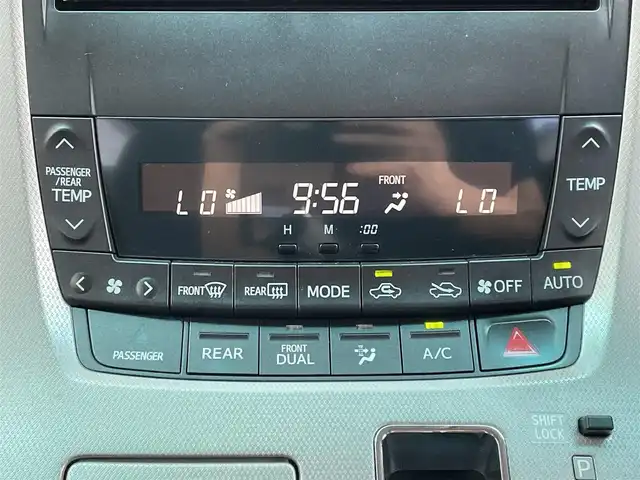 PASSENGER
/REAR
TEMP
LO 9:56 FRONT LO
H M :00
TEMP
FRONT REAR MODE OFF AUTO
PASSENGER REAR FRONT DUAL A/C
SHIFT
LOCK
P